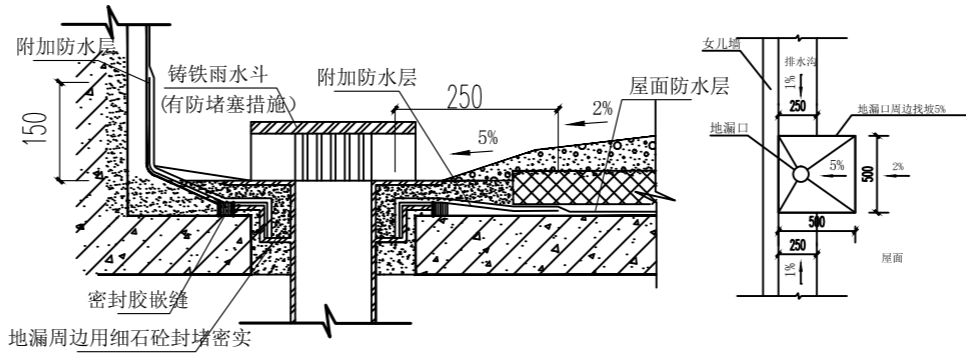 附加防水层
铸铁雨水斗
(有防堵塞措施)
附加防水层
250
屋面防水层
2%
5%
150
密封胶嵌缝
地漏周边用细石砼封堵密实
女儿墙
排水沟
1%
250
地漏口周边找坡5%
地漏口
5%
500
2%
500
250
屋面
1%